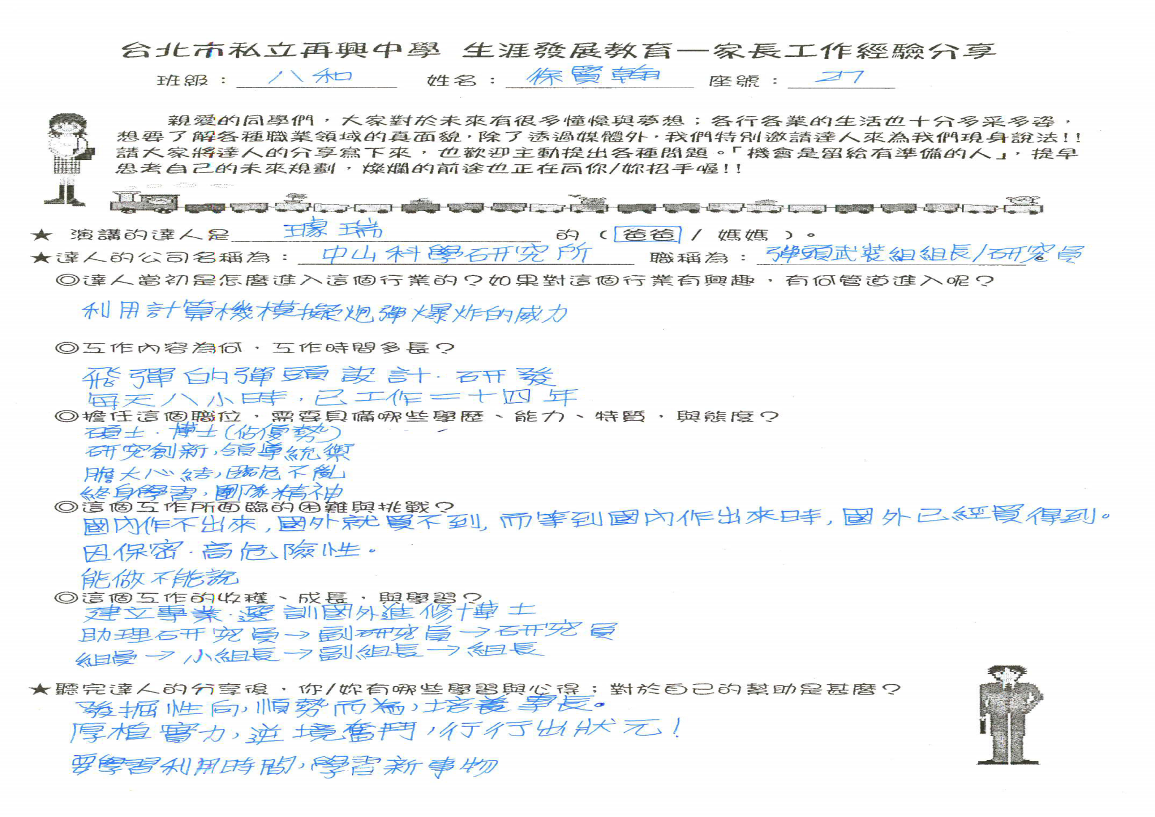 台北市私立再興中學 生涯發展教育—家長工作經驗分享
班級：八和 姓名：徐賢翰 座號：27
親愛的同學們，大家對於未來有很多憧憬與夢想；各行各業的生活也十分多采多姿，
想要了解各種職業領域的真面貌，除了透過媒體外，我們特別邀請達人來為我們現身說法!!
請大家將達人的分享寫下來，也歡迎主動提出各種問題。「機會是留給有準備的人」，提早
思考自己的未來規劃，燦爛的前途也正在向你/妳招手喔!!
★ 演講的達人是 瑞 的（爸爸/媽媽）。
★達人的公司名稱為：中山科學研究所 職稱為：彈頭武裝組組長/研究員。
◎達人當初是怎麼進入這個行業的？如果對這個行業有興趣，有何管道進入呢？
利用計算機模擬炮彈爆炸的威力
◎工作內容為何，工作時間多長？
飛彈的彈頭設計．研發
每天八小時，已工作二十四年
◎擔任這個職位，需要具備哪些學歷、能力、特質，與態度？
碩士．博士(佔優勢)
研究創新，領導統禦
膽大心結，臨危不亂
終身學習，團隊精神
◎這個工作所面臨的困難與挑戰？
國內作不出來，國外就買不到，而等到國內作出來時，國外已經買得到。
因保密．高危險性。
能做不能說
◎這個工作的收穫、成長，與學習？
建立專業．選訓國外進修博士
助理研究員→副研究員→研究員
組員→小組長→副組長→組長
★聽完達人的分享後，你/妳有哪些學習與心得；對於自己的幫助是甚麼？
發掘性向，順勢而為，培養專長。
厚植實力，逆境奮鬥，行行出狀元！
要學習利用時間，學習新事物